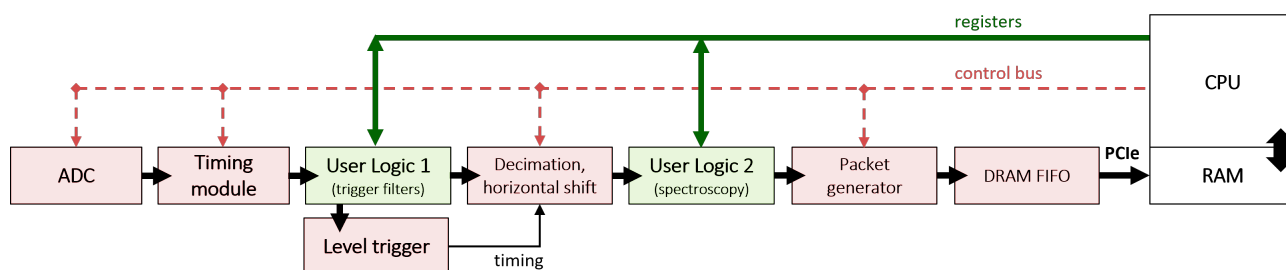 registers
control bus
CPU
ADC
Timing
module
User Logic 1
(trigger filters)
Decimation,
horizontal shift
User Logic 2
(spectroscopy)
Packet
generator
DRAM FIFO
PCIe
RAM
Level trigger
timing